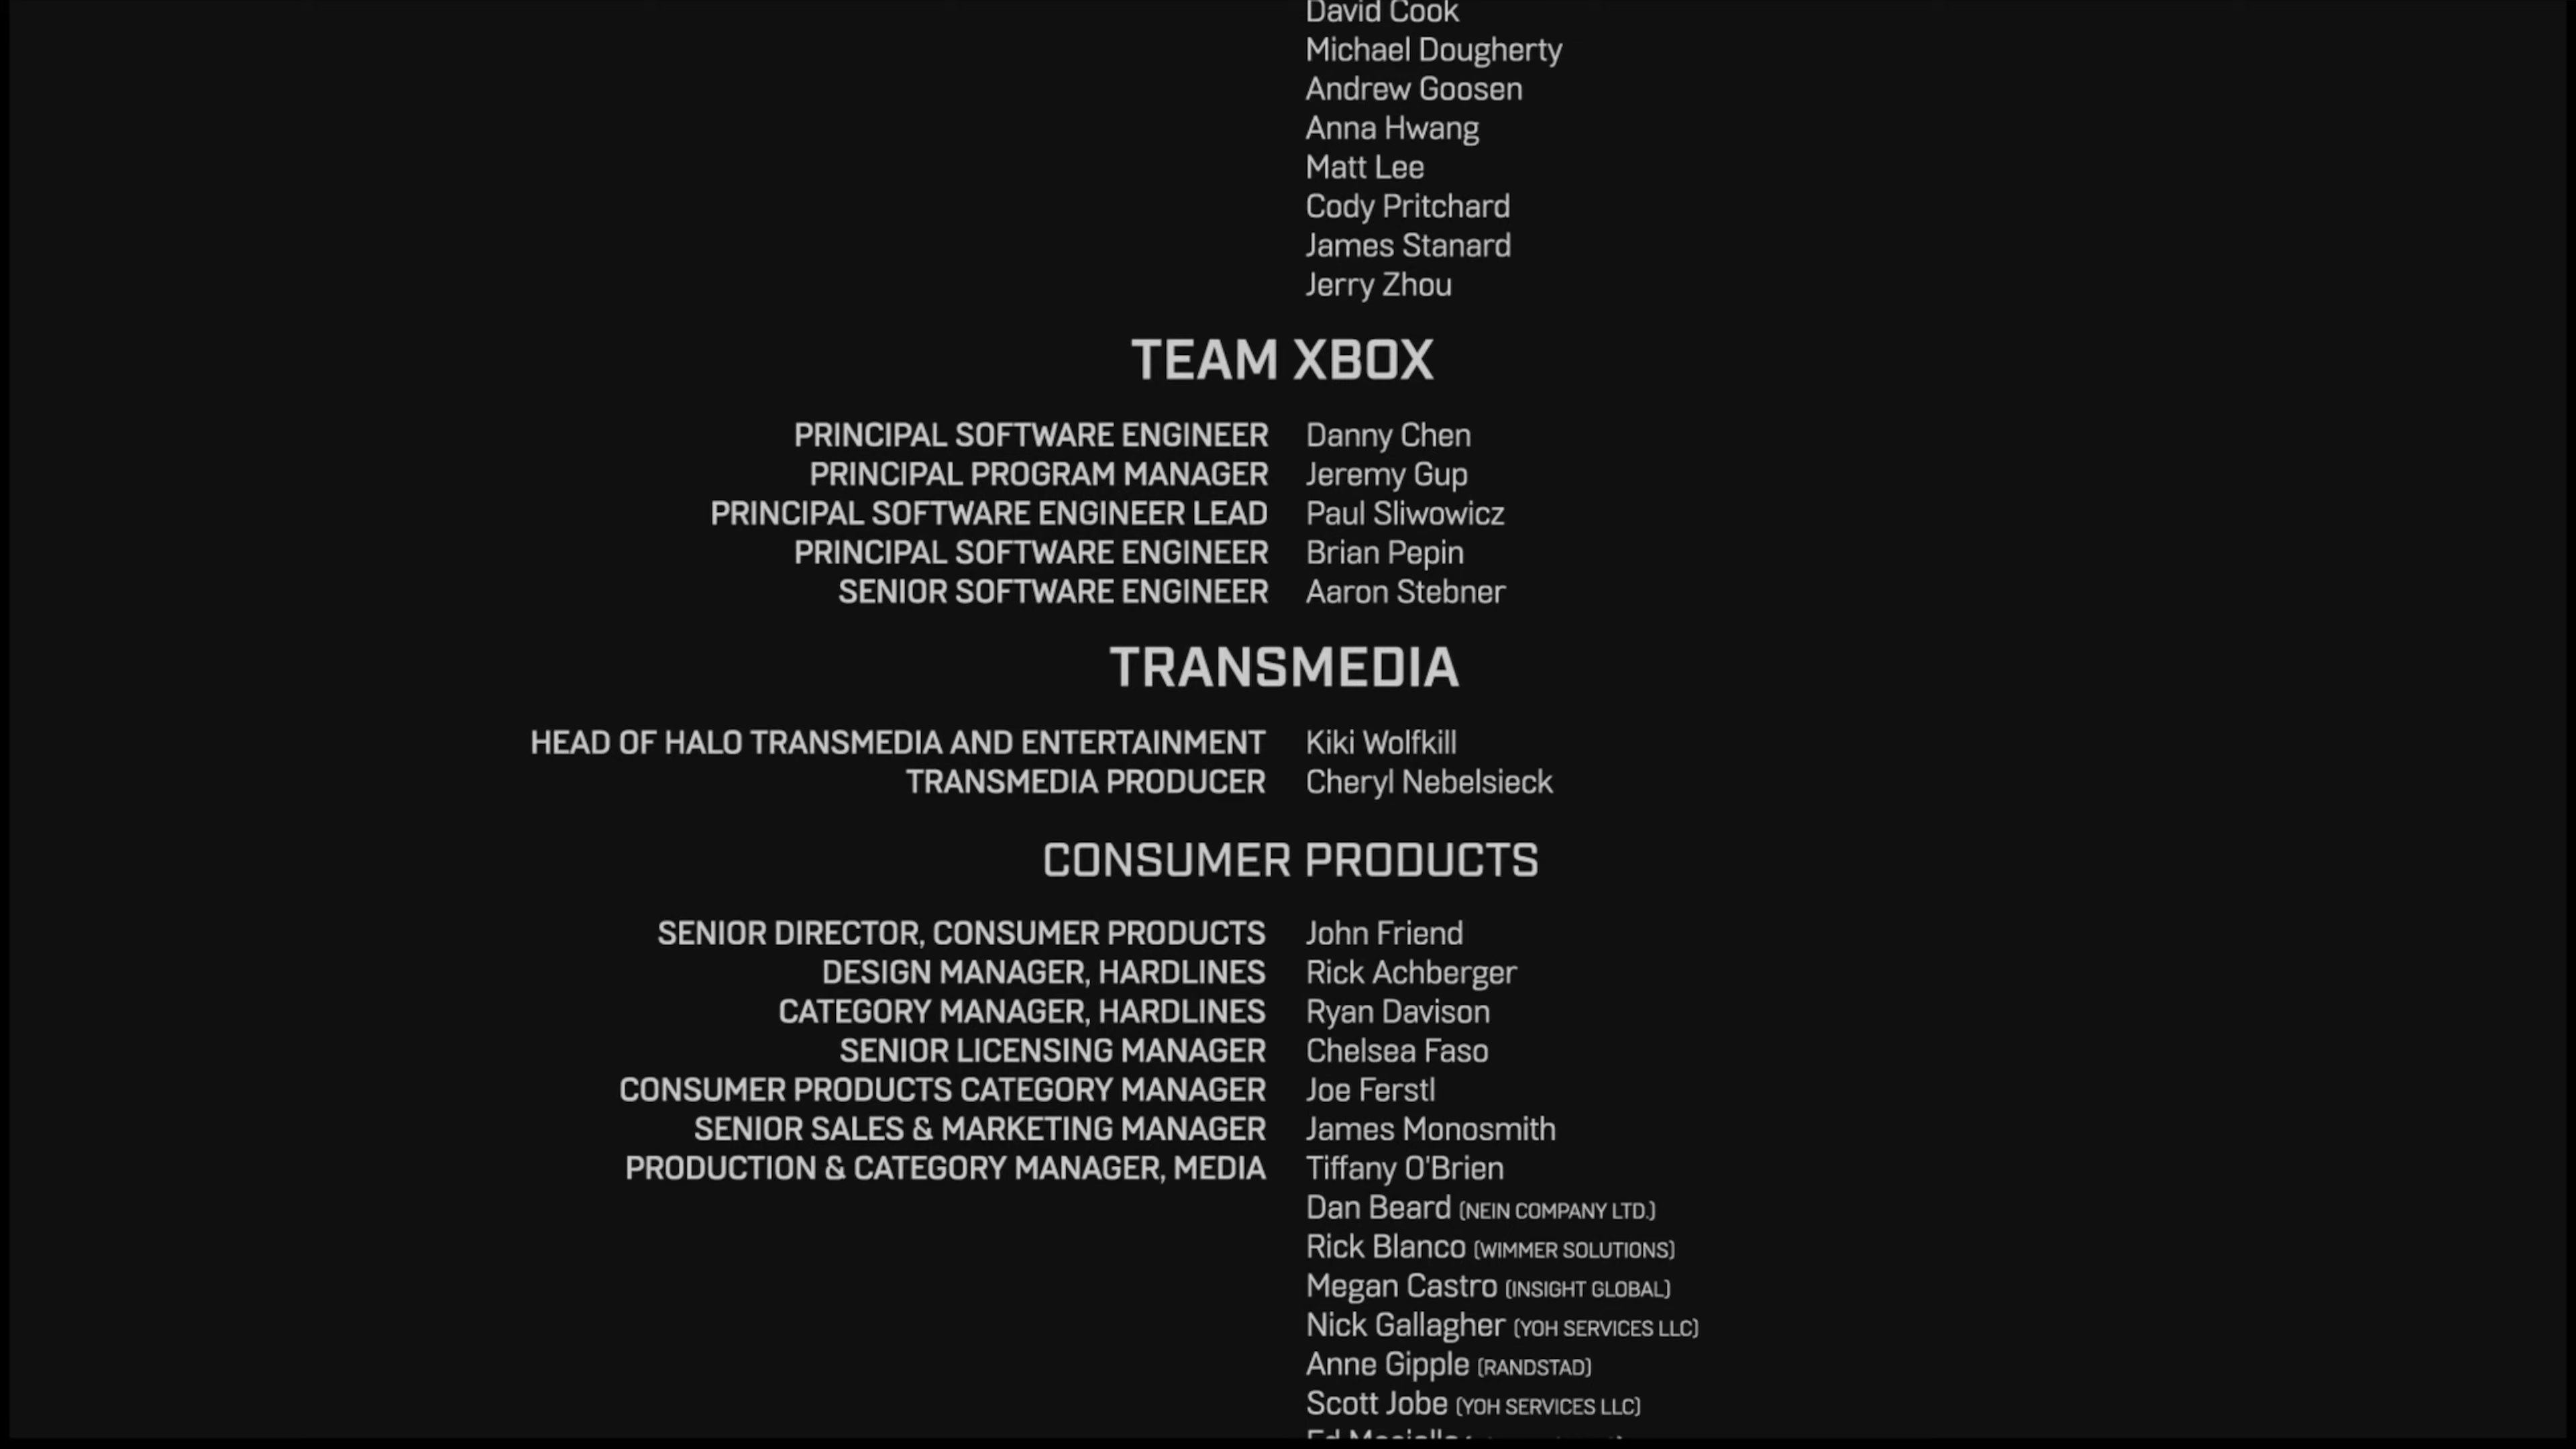 David Cook
Michael Dougherty
Andrew Goosen
Anna Hwang
Matt Lee
Cody Pritchard
James Stanard
Jerry Zhou
TEAM XBOX
PRINCIPAL SOFTWARE ENGINEER Danny Chen
PRINCIPAL PROGRAM MANAGER Jeremy Gup
PRINCIPAL SOFTWARE ENGINEER LEAD Paul Sliwowicz
PRINCIPAL SOFTWARE ENGINEER Brian Pepin
SENIOR SOFTWARE ENGINEER Aaron Stebner
TRANSMEDIA
HEAD OF HALO TRANSMEDIA AND ENTERTAINMENT Kiki Wolfkill
TRANSMEDIA PRODUCER Cheryl Nebelsieck
CONSUMER PRODUCTS
SENIOR DIRECTOR, CONSUMER PRODUCTS John Friend
DESIGN MANAGER, HARDLINES Rick Achberger
CATEGORY MANAGER, HARDLINES Ryan Davison
SENIOR LICENSING MANAGER Chelsea Faso
CONSUMER PRODUCTS CATEGORY MANAGER Joe Ferstl
SENIOR SALES & MARKETING MANAGER James Monosmith
PRODUCTION & CATEGORY MANAGER, MEDIA Tiffany O'Brien
Dan Beard (NEIN COMPANY LTD.)
Rick Blanco (WIMMER SOLUTIONS)
Megan Castro (INSIGHT GLOBAL)
Nick Gallagher (YOH SERVICES LLC)
Anne Gipple (RANDSTAD)
Scott Jobe (YOH SERVICES LLC)
Ed